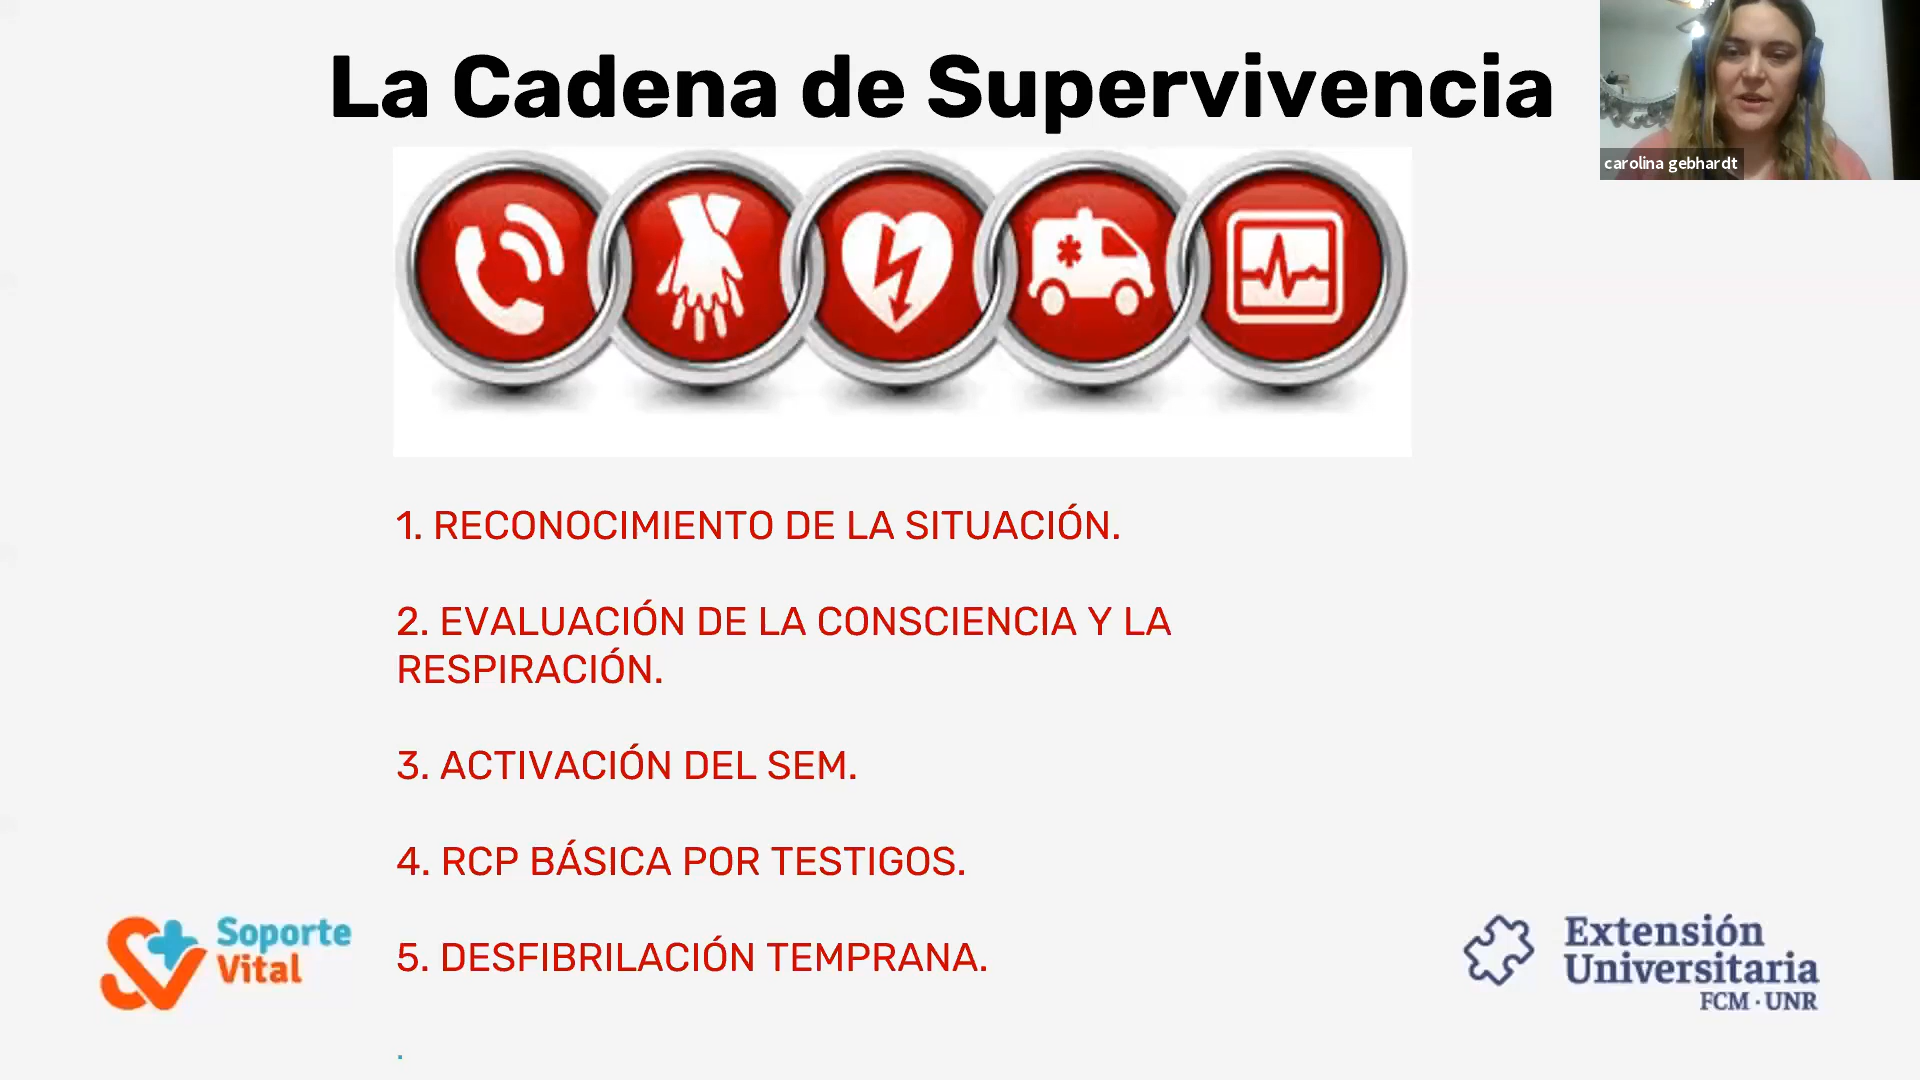 La Cadena de Supervivencia
carolina gebhardt
1. RECONOCIMIENTO DE LA SITUACIÓN.
2. EVALUACIÓN DE LA CONSCIENCIA Y LA
RESPIRACIÓN.
3. ACTIVACIÓN DEL SEM.
4. RCP BÁSICA POR TESTIGOS.
5. DESFIBRILACIÓN TEMPRANA.
.
Soporte
Vital
Extensión
Universitaria
FCM · UNR